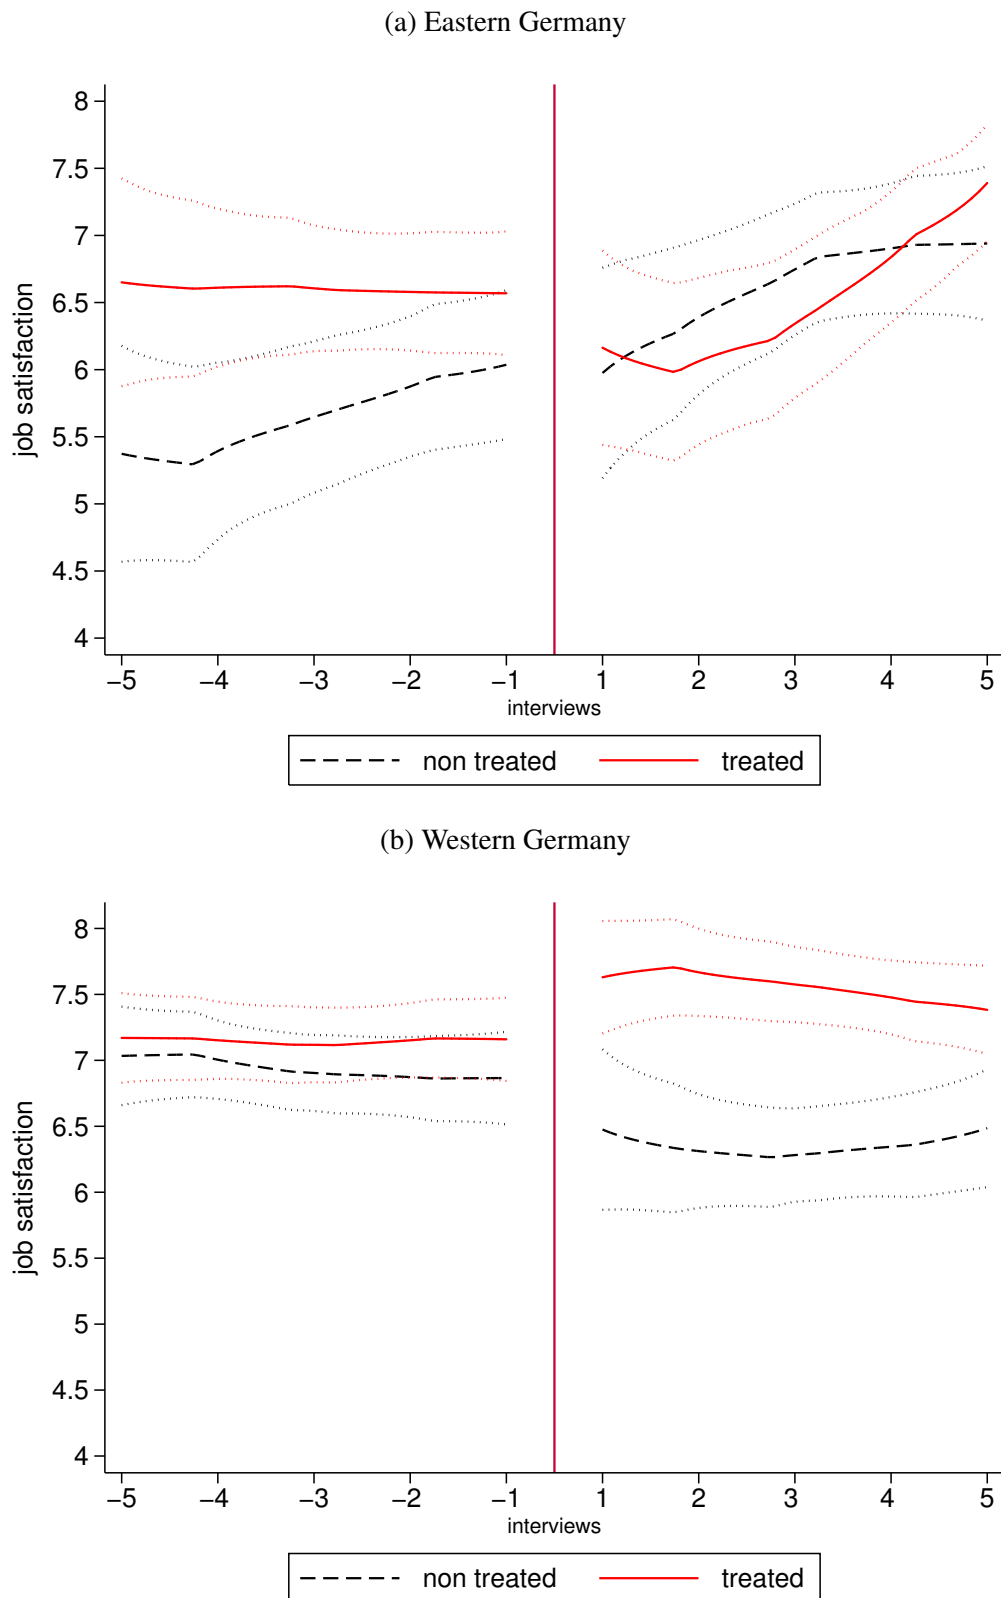 (a) Eastern Germany
8
7.5
7
6.5
6
5.5
5
4.5
4
job satisfaction
−5 −4 −3 −2 −1 1 2 3 4 5
interviews
non treated treated
(b) Western Germany
8
7.5
7
6.5
6
5.5
5
4.5
4
job satisfaction
−5 −4 −3 −2 −1 1 2 3 4 5
interviews
non treated treated